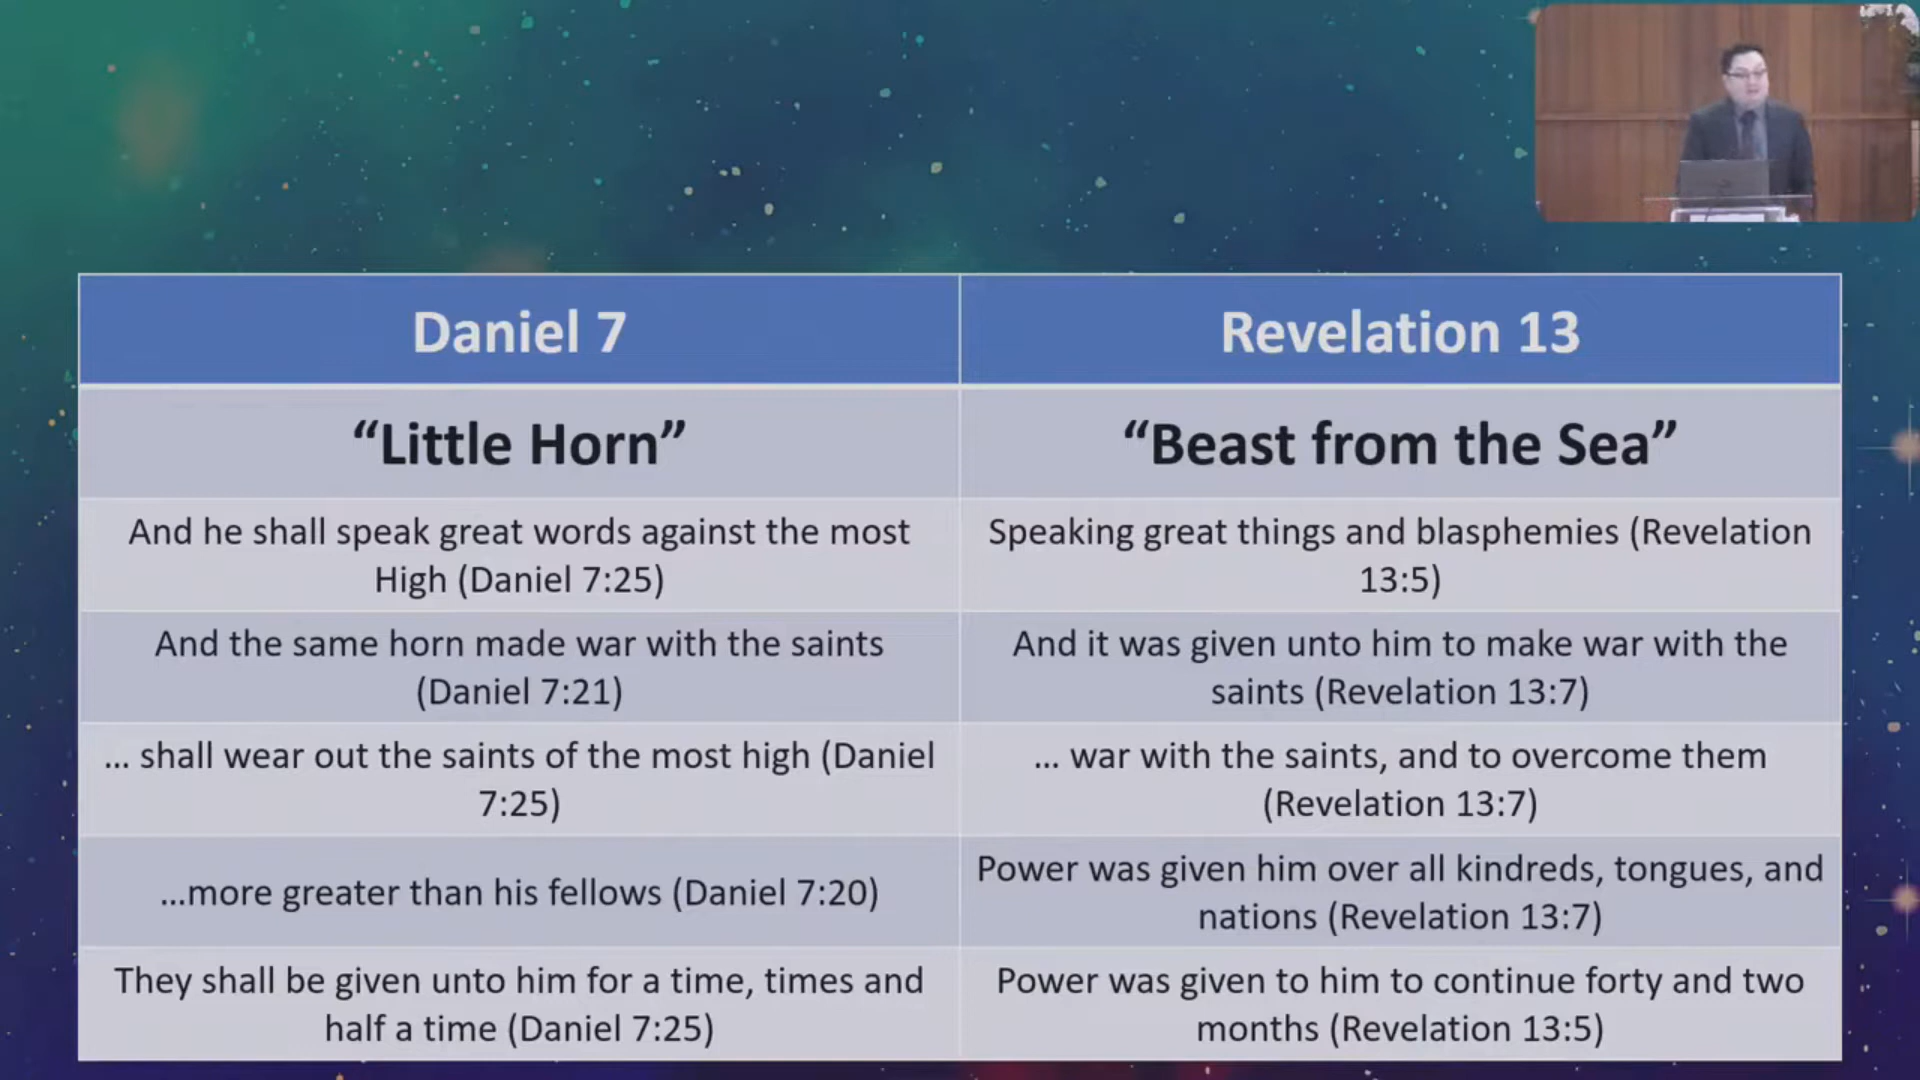 Daniel 7
Revelation 13
“Little Horn”
“Beast from the Sea”
And he shall speak great words against the most
High (Daniel 7:25)
Speaking great things and blasphemies (Revelation
13:5)
And the same horn made war with the saints
(Daniel 7:21)
And it was given unto him to make war with the
saints (Revelation 13:7)
... shall wear out the saints of the most high (Daniel
7:25)
... war with the saints, and to overcome them
(Revelation 13:7)
...more greater than his fellows (Daniel 7:20)
Power was given him over all kindreds, tongues, and
nations (Revelation 13:7)
They shall be given unto him for a time, times and
half a time (Daniel 7:25)
Power was given to him to continue forty and two
months (Revelation 13:5)